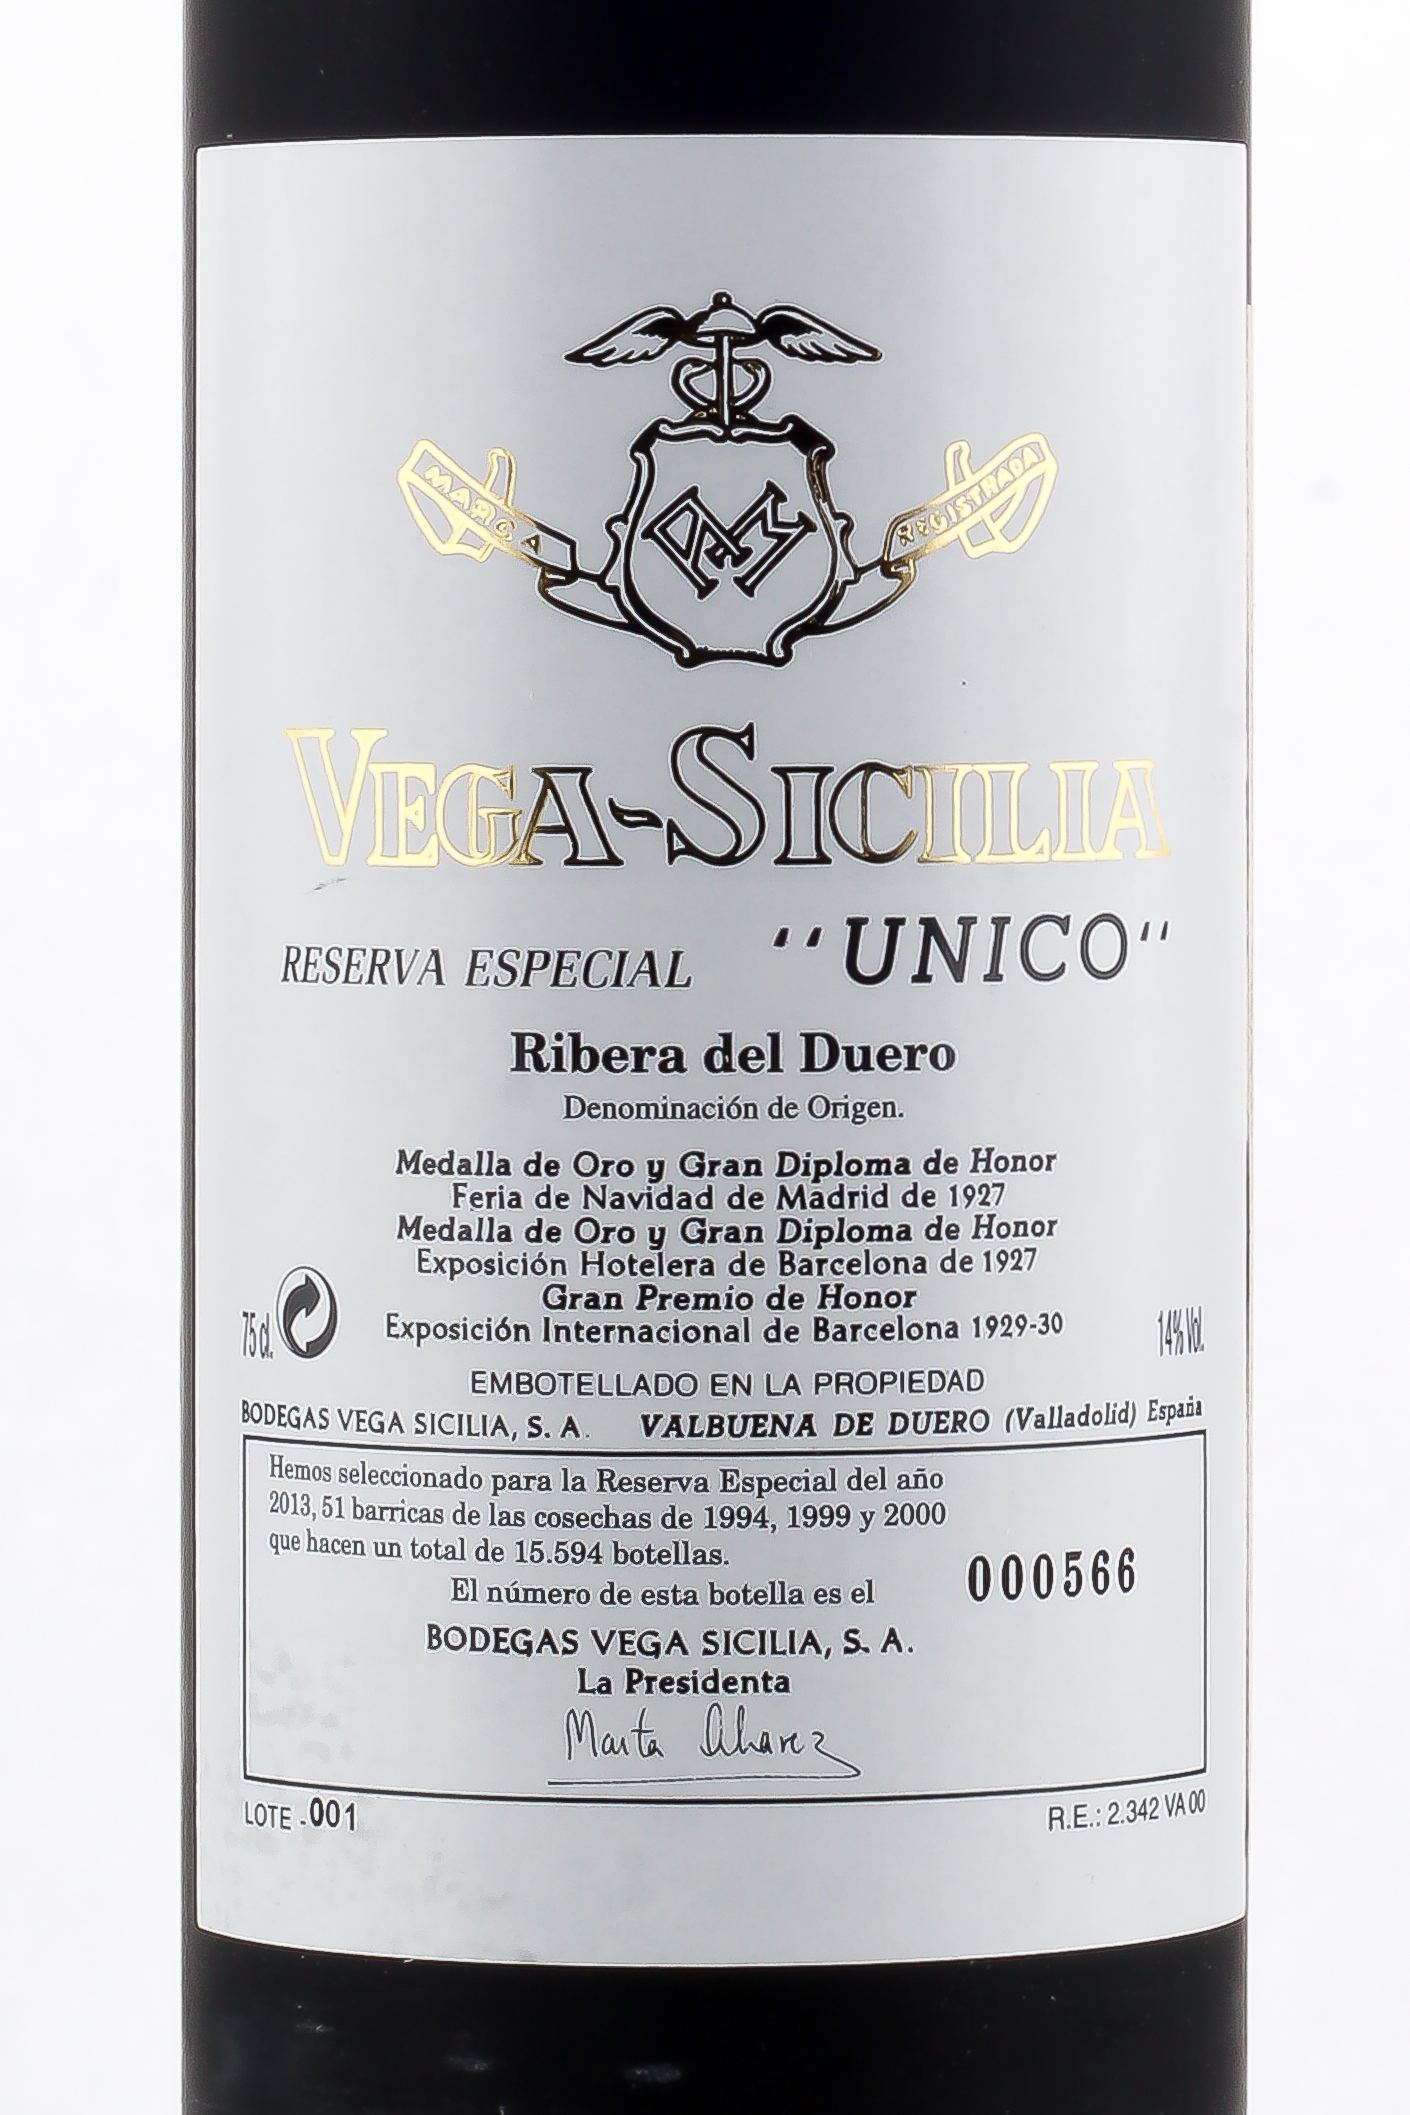 MARCA REGISTRADA
VEGA-SICILIA
RESERVA ESPECIAL "UNICO"
Ribera del Duero
Denominación de Origen.
Medalla de Oro y Gran Diploma de Honor
Feria de Navidad de Madrid de 1927
Medalla de Oro y Gran Diploma de Honor
Exposición Hotelera de Barcelona de 1927
Gran Premio de Honor
75 cl. Exposición Internacional de Barcelona 1929-30 14% Vol.
EMBOTELLADO EN LA PROPIEDAD
BODEGAS VEGA SICILIA, S. A. VALBUENA DE DUERO (Valladolid) España
Hemos seleccionado para la Reserva Especial del año
2013, 51 barricas de las cosechas de 1994, 1999 y 2000
que hacen un total de 15.594 botellas.
El número de esta botella es el 000566
BODEGAS VEGA SICILIA, S. A.
La Presidenta
Marta Alvarez
LOTE -001 R.E.: 2.342 VA 00